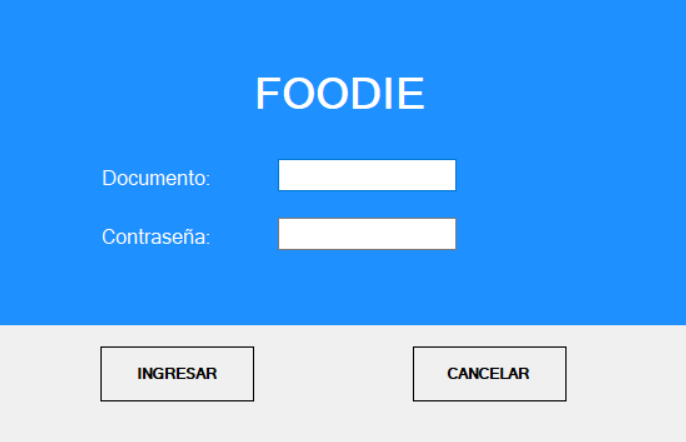 FOODIE
Documento:
Contraseña:
INGRESAR
CANCELAR